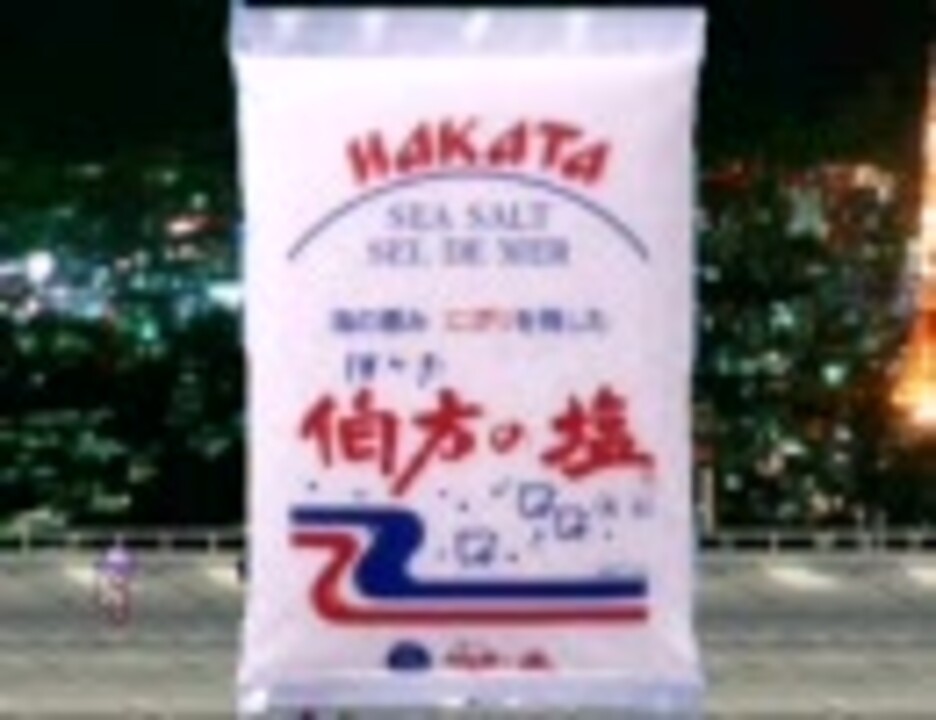 HAKATA
SEA SALT
SEL DE MER
海の恵み にがりを残した
はかた
伯方の塩